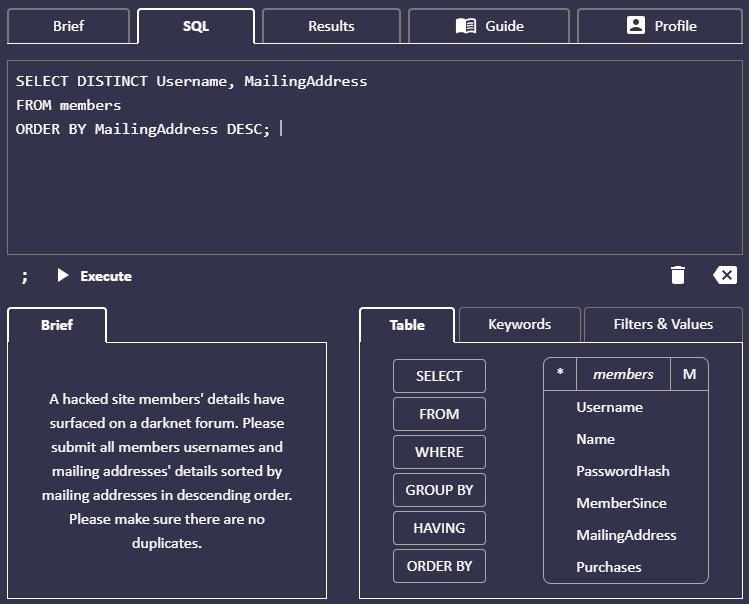 Brief
SQL
Results
Guide
Profile
SELECT DISTINCT Username, MailingAddress
FROM members
ORDER BY MailingAddress DESC;
;
Execute
Brief
A hacked site members' details have
surfaced on a darknet forum. Please
submit all members usernames and
mailing addresses' details sorted by
mailing addresses in descending order.
Please make sure there are no
duplicates.
Table
Keywords
Filters & Values
SELECT
FROM
WHERE
GROUP BY
HAVING
ORDER BY
* members M
Username
Name
PasswordHash
MemberSince
MailingAddress
Purchases